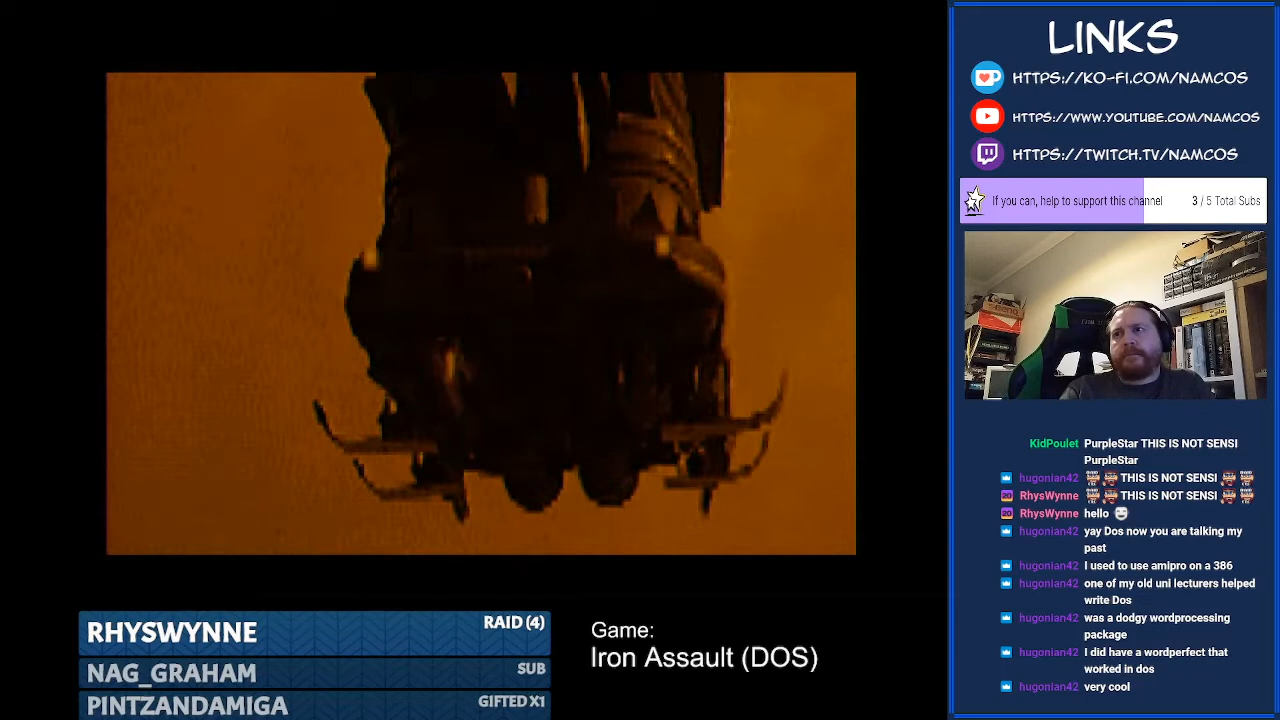 LINKS
HTTPS://KO-FI.COM/NAMCOS
HTTPS://WWW.YOUTUBE.COM/NAMCOS
HTTPS://TWITCH.TV/NAMCOS
If you can, help to support this channel 3 / 5 Total Subs
KidPoulet PurpleStar THIS IS NOT SENSI
PurpleStar
hugonian42 THIS IS NOT SENSI
RhysWynne THIS IS NOT SENSI
RhysWynne hello
hugonian42 yay Dos now you are talking my
past
hugonian42 I used to use amipro on a 386
hugonian42 one of my old uni lecturers helped
write Dos
hugonian42 was a dodgy wordprocessing
package
hugonian42 I did have a wordperfect that
worked in dos
hugonian42 very cool
RHYSWYNNE RAID (4)
NAG_GRAHAM SUB
PINTZANDAMIGA GIFTED X1
Game:
Iron Assault (DOS)